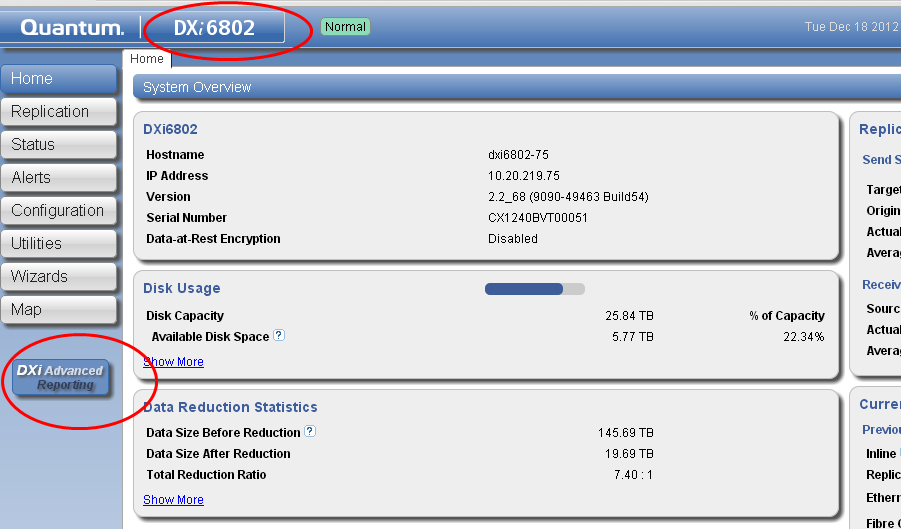 Quantum. DXi6802 Normal Tue Dec 18 2012
Home
Home
Replication
Status
Alerts
Configuration
Utilities
Wizards
Map
DXi Advanced
Reporting
System Overview
DXi6802
Hostname dxi6802-75
IP Address 10.20.219.75
Version 2.2_68 (9090-49463 Build54)
Serial Number CX1240BVT00051
Data-at-Rest Encryption Disabled
Disk Usage
Disk Capacity 25.84 TB % of Capacity
Available Disk Space ? 5.77 TB 22.34%
Show More
Data Reduction Statistics
Data Size Before Reduction ? 145.69 TB
Data Size After Reduction 19.69 TB
Total Reduction Ratio 7.40 : 1
Show More
Replic
Send S
Target
Origin
Actual
Averag
Receiv
Sourc
Actual
Averag
Curre
Previou
Inline
Replic
Ethern
Fibre C